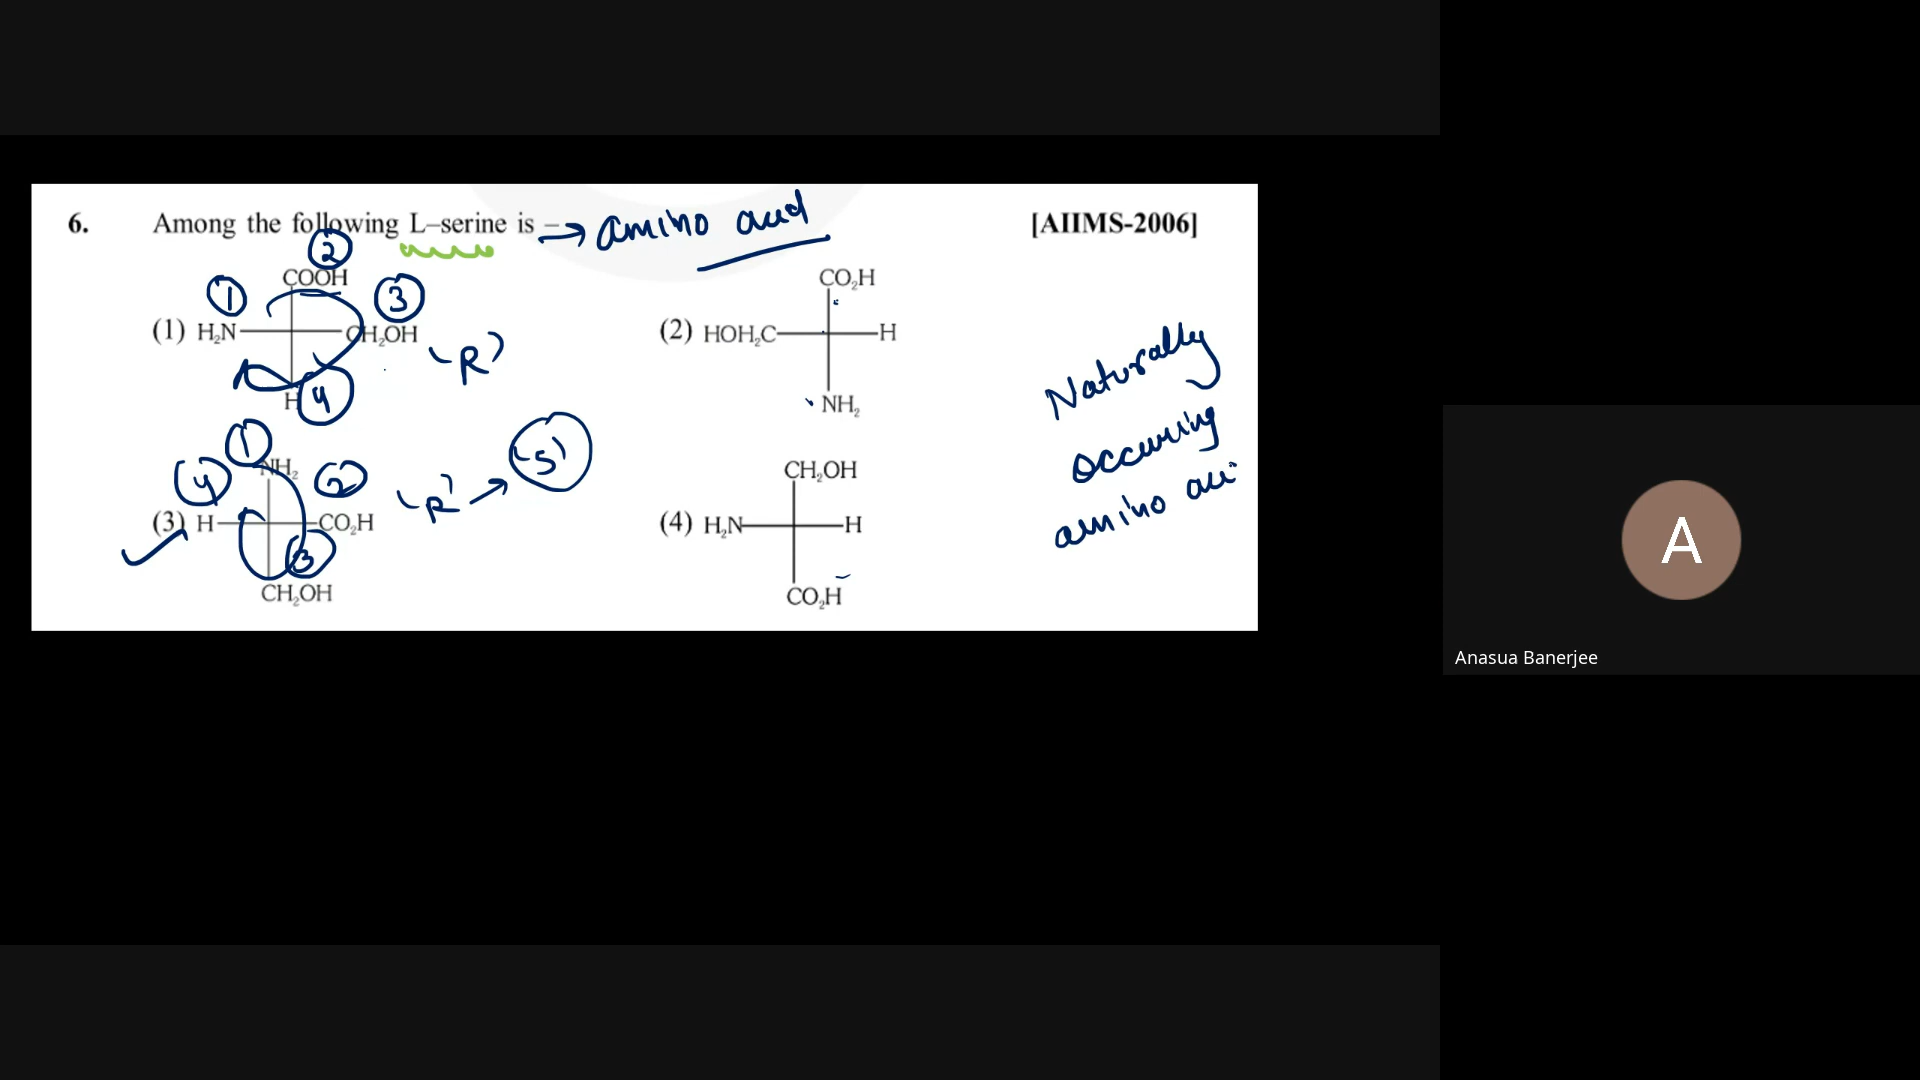 6. Among the following L–serine is – → amino acid [AIIMS-2006]
(1) H₂N COOH CH₂OH H
① ② ③ ④ 'R'
(2) HOH₂C CO₂H H NH₂
(3) H NH₂ CO₂H CH₂OH
① ② ③ ④ 'R' → 'S'
(4) H₂N CH₂OH H CO₂H
Naturally
occuring
amino
A
Anasua Banerjee